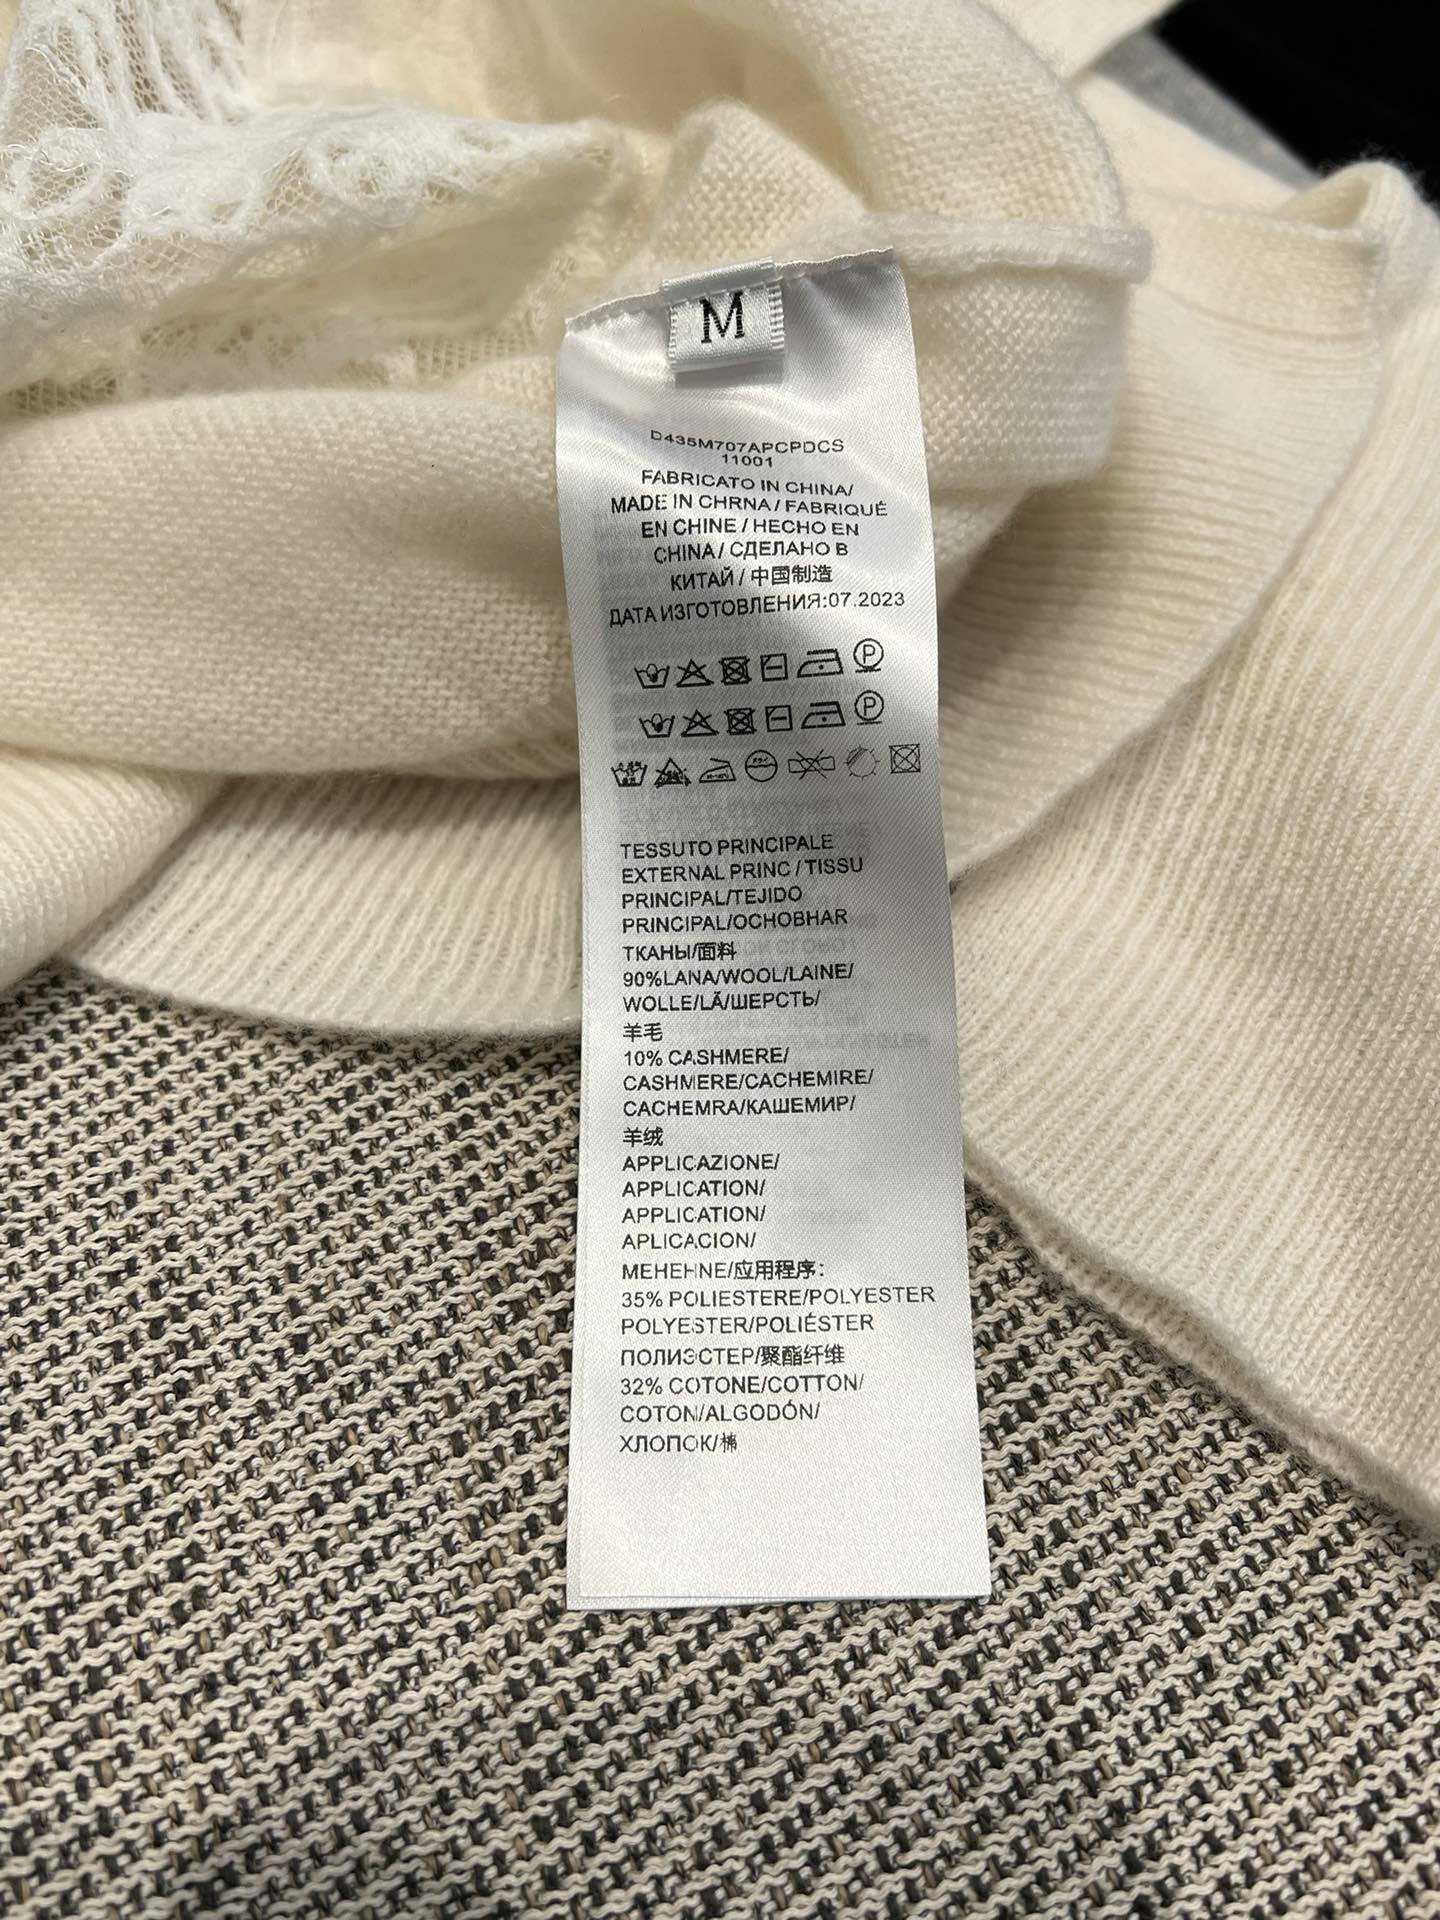 M
D435M707APCPDCS
11001
FABRICATO IN CHINA/
MADE IN CHRNA / FABRIQUÉ
EN CHINE / HECHO EN
CHINA / СДЕЛАНО В
КИТАЙ / 中国制造
ДАТА ИЗГОТОВЛЕНИЯ:07.2023
P
P
TESSUTO PRINCIPALE
EXTERNAL PRINC / TISSU
PRINCIPAL/TEJIDO
PRINCIPAL/OCHOBHAR
ТКАНЫ/面料
90%LANA/WOOL/LAINE/
WOLLE/LÃ/ШЕРСТЬ/
羊毛
10% CASHMERE/
CASHMERE/CACHEMIRE/
CACHEMRA/КАШЕМИР/
羊绒
APPLICAZIONE/
APPLICATION/
APPLICATION/
APLICACION/
MEHEHNE/应用程序:
35% POLIESTERE/POLYESTER
POLYESTER/POLIÉSTER
ПОЛИЭСТЕР/聚酯纤维
32% COTONE/COTTON/
COTON/ALGODÓN/
ХЛОПОК/棉